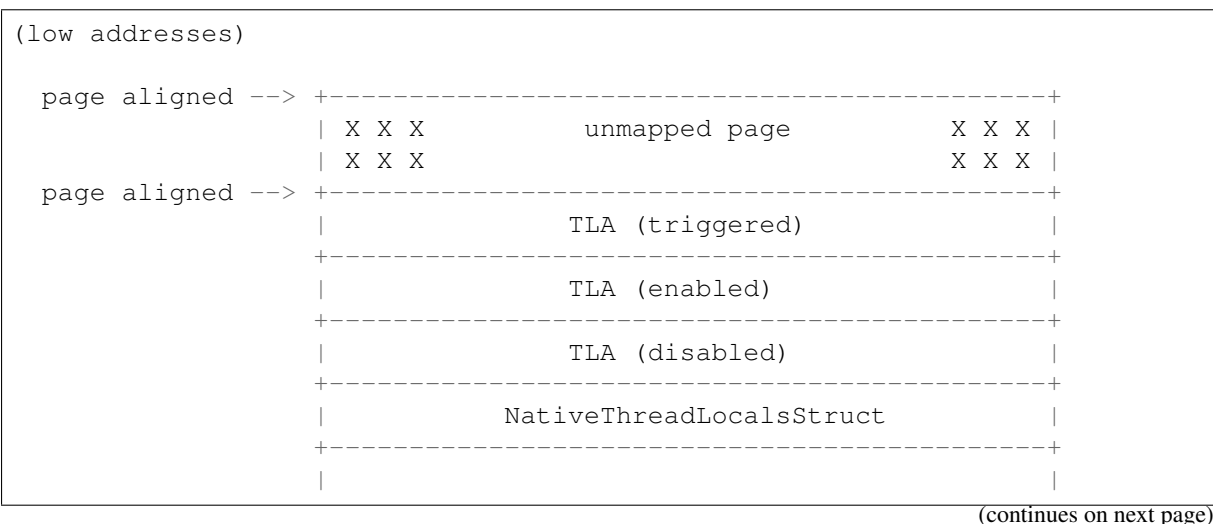 (low addresses)
  page aligned --> +---------------------------------------------+
                   | X X X          unmapped page          X X X |
                   | X X X                                 X X X |
  page aligned --> +---------------------------------------------+
                   |               TLA (triggered)               |
                   +---------------------------------------------+
                   |               TLA (enabled)                 |
                   +---------------------------------------------+
                   |               TLA (disabled)                |
                   +---------------------------------------------+
                   |           NativeThreadLocalsStruct          |
                   +---------------------------------------------+
                   |                                             |
(continues on next page)